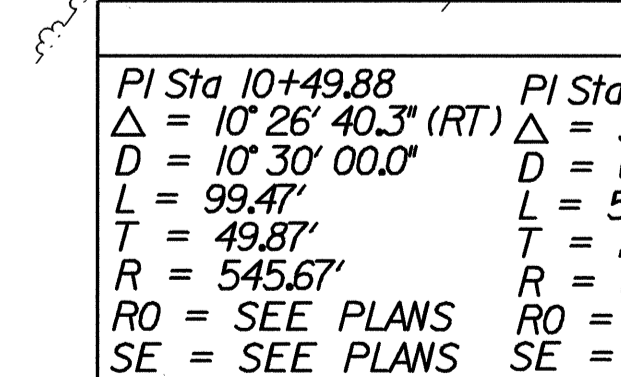 PI Sta 10+49.88
△ = 10° 26' 40.3" (RT)
D = 10° 30' 00.0"
L = 99.47'
T = 49.87'
R = 545.67'
RO = SEE PLANS
SE = SEE PLANS
PI Sta
△ =
D =
L = 5
T =
R =
RO =
SE =